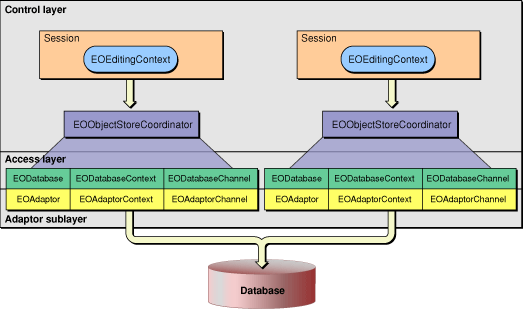 Control layer
Session
Session
EOEditingContext
EOEditingContext
EOObjectStoreCoordinator
EOObjectStoreCoordinator
Access layer
EODatabase EODatabaseContext EODatabaseChannel
EODatabase EODatabaseContext EODatabaseChannel
EOAdaptor EOAdaptorContext EOAdaptorChannel
EOAdaptor EOAdaptorContext EOAdaptorChannel
Adaptor sublayer
Database